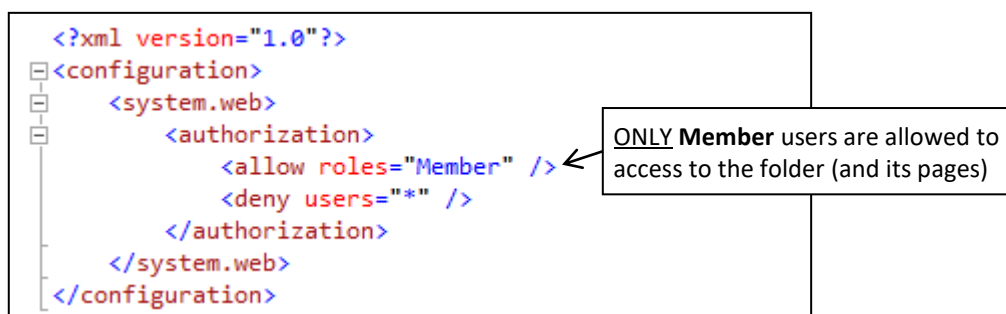 <?xml version="1.0"?>
<configuration>
<system.web>
<authorization>
<allow roles="Member" />
<deny users="*" />
</authorization>
</system.web>
</configuration>
ONLY Member users are allowed to
access to the folder (and its pages)